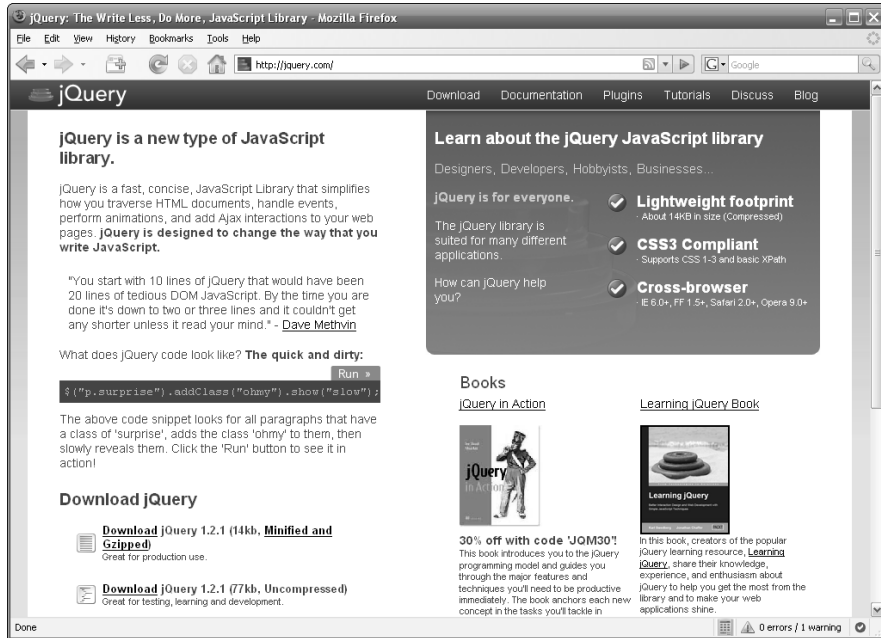 jQuery: The Write Less, Do More, JavaScript Library - Mozilla Firefox
File Edit View History Bookmarks Tools Help
http://jquery.com/
G
Google
jQuery
Download Documentation Plugins Tutorials Discuss Blog
jQuery is a new type of JavaScript
library.
jQuery is a fast, concise, JavaScript Library that simplifies
how you traverse HTML documents, handle events,
perform animations, and add Ajax interactions to your web
pages. jQuery is designed to change the way that you
write JavaScript.
"You start with 10 lines of jQuery that would have been
20 lines of tedious DOM JavaScript. By the time you are
done it's down to two or three lines and it couldn't get
any shorter unless it read your mind." - Dave Methvin
What does jQuery code look like? The quick and dirty:
Run »
$("p.surprise").addClass("ohmy").show("slow");
The above code snippet looks for all paragraphs that have
a class of 'surprise', adds the class 'ohmy' to them, then
slowly reveals them. Click the 'Run' button to see it in
action!
Download jQuery
Download jQuery 1.2.1 (14kb, Minified and
Gzipped)
Great for production use.
Download jQuery 1.2.1 (77kb, Uncompressed)
Great for testing, learning and development.
Learn about the jQuery JavaScript library
Designers, Developers, Hobbyists, Businesses...
jQuery is for everyone.
The jQuery library is
suited for many different
applications.
How can jQuery help
you?
Lightweight footprint
· About 14KB in size (Compressed)
CSS3 Compliant
· Supports CSS 1-3 and basic XPath
Cross-browser
· IE 6.0+, FF 1.5+, Safari 2.0+, Opera 9.0+
Books
jQuery in Action
jQuery
in Action
30% off with code 'JQM30'!
This book introduces you to the jQuery
programming model and guides you
through the major features and
techniques you'll need to be productive
immediately. The book anchors each new
concept in the tasks you'll tackle in
Learning jQuery Book
Learning jQuery
In this book, creators of the popular
jQuery learning resource, Learning
jQuery, share their knowledge,
experience, and enthusiasm about
jQuery to help you get the most from the
library and to make your web
applications shine.
Done
0 errors / 1 warning